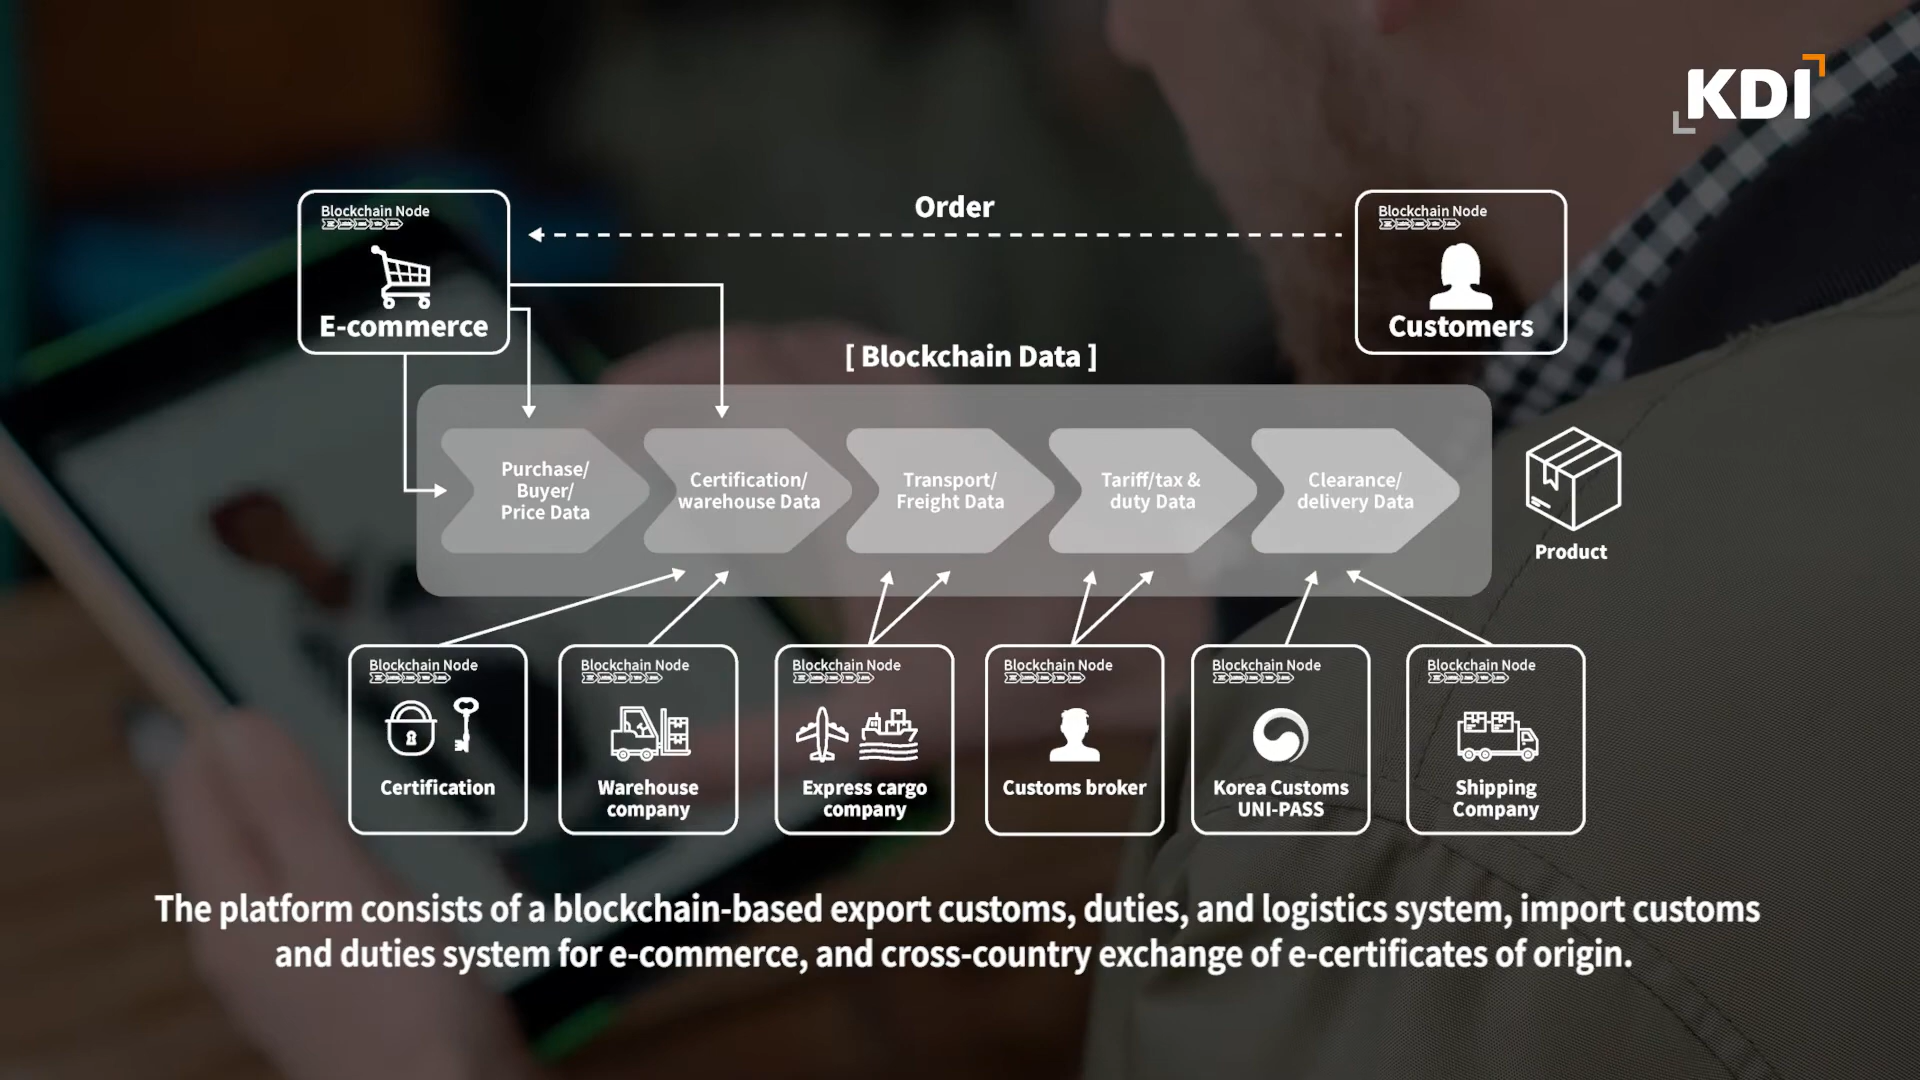 KDI
Order
Blockchain Node
E-commerce
Blockchain Node
Customers
[ Blockchain Data ]
Purchase/
Buyer/
Price Data
Certification/
warehouse Data
Transport/
Freight Data
Tariff/tax &
duty Data
Clearance/
delivery Data
Product
Blockchain Node
Certification
Blockchain Node
Warehouse
company
Blockchain Node
Express cargo
company
Blockchain Node
Customs broker
Blockchain Node
Korea Customs
UNI-PASS
Blockchain Node
Shipping
Company
The platform consists of a blockchain-based export customs, duties, and logistics system, import customs
and duties system for e-commerce, and cross-country exchange of e-certificates of origin.